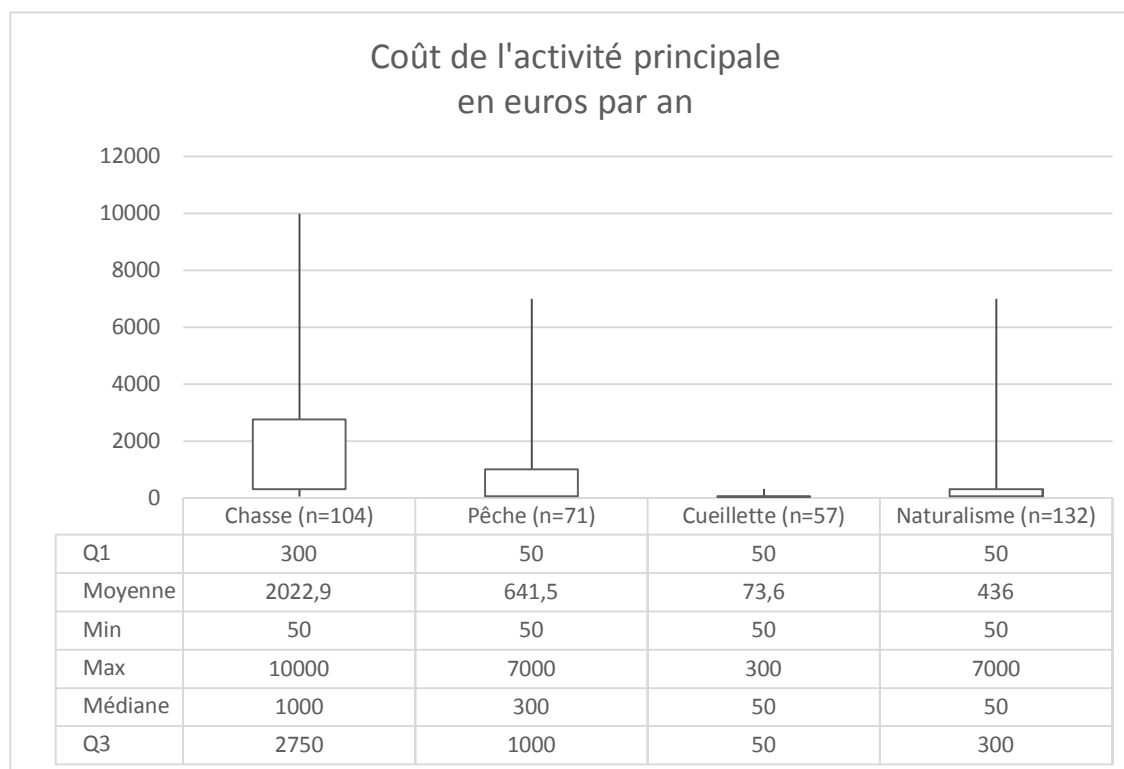 Coût de l'activité principale
en euros par an
12000
10000
8000
6000
4000
2000
0
Chasse (n=104) Pêche (n=71) Cueillette (n=57) Naturalisme (n=132)
Q1 300 50 50 50
Moyenne 2022,9 641,5 73,6 436
Min 50 50 50 50
Max 10000 7000 300 7000
Médiane 1000 300 50 50
Q3 2750 1000 50 300